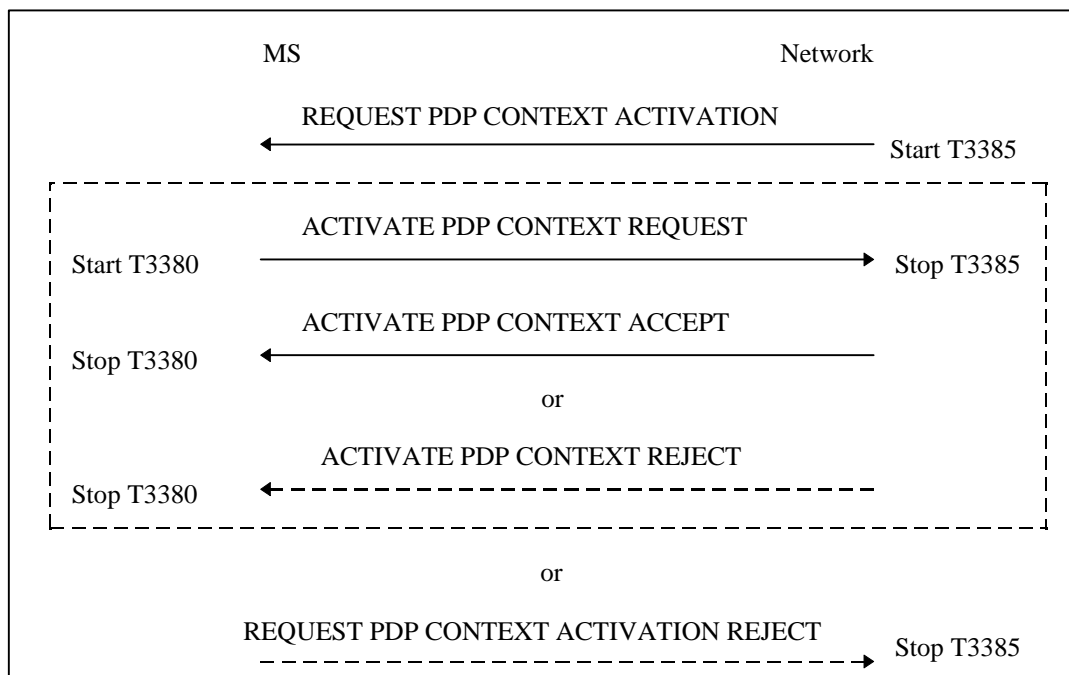 MS Network
REQUEST PDP CONTEXT ACTIVATION
Start T3385
ACTIVATE PDP CONTEXT REQUEST
Start T3380 Stop T3385
ACTIVATE PDP CONTEXT ACCEPT
Stop T3380
or
ACTIVATE PDP CONTEXT REJECT
Stop T3380
or
REQUEST PDP CONTEXT ACTIVATION REJECT
Stop T3385